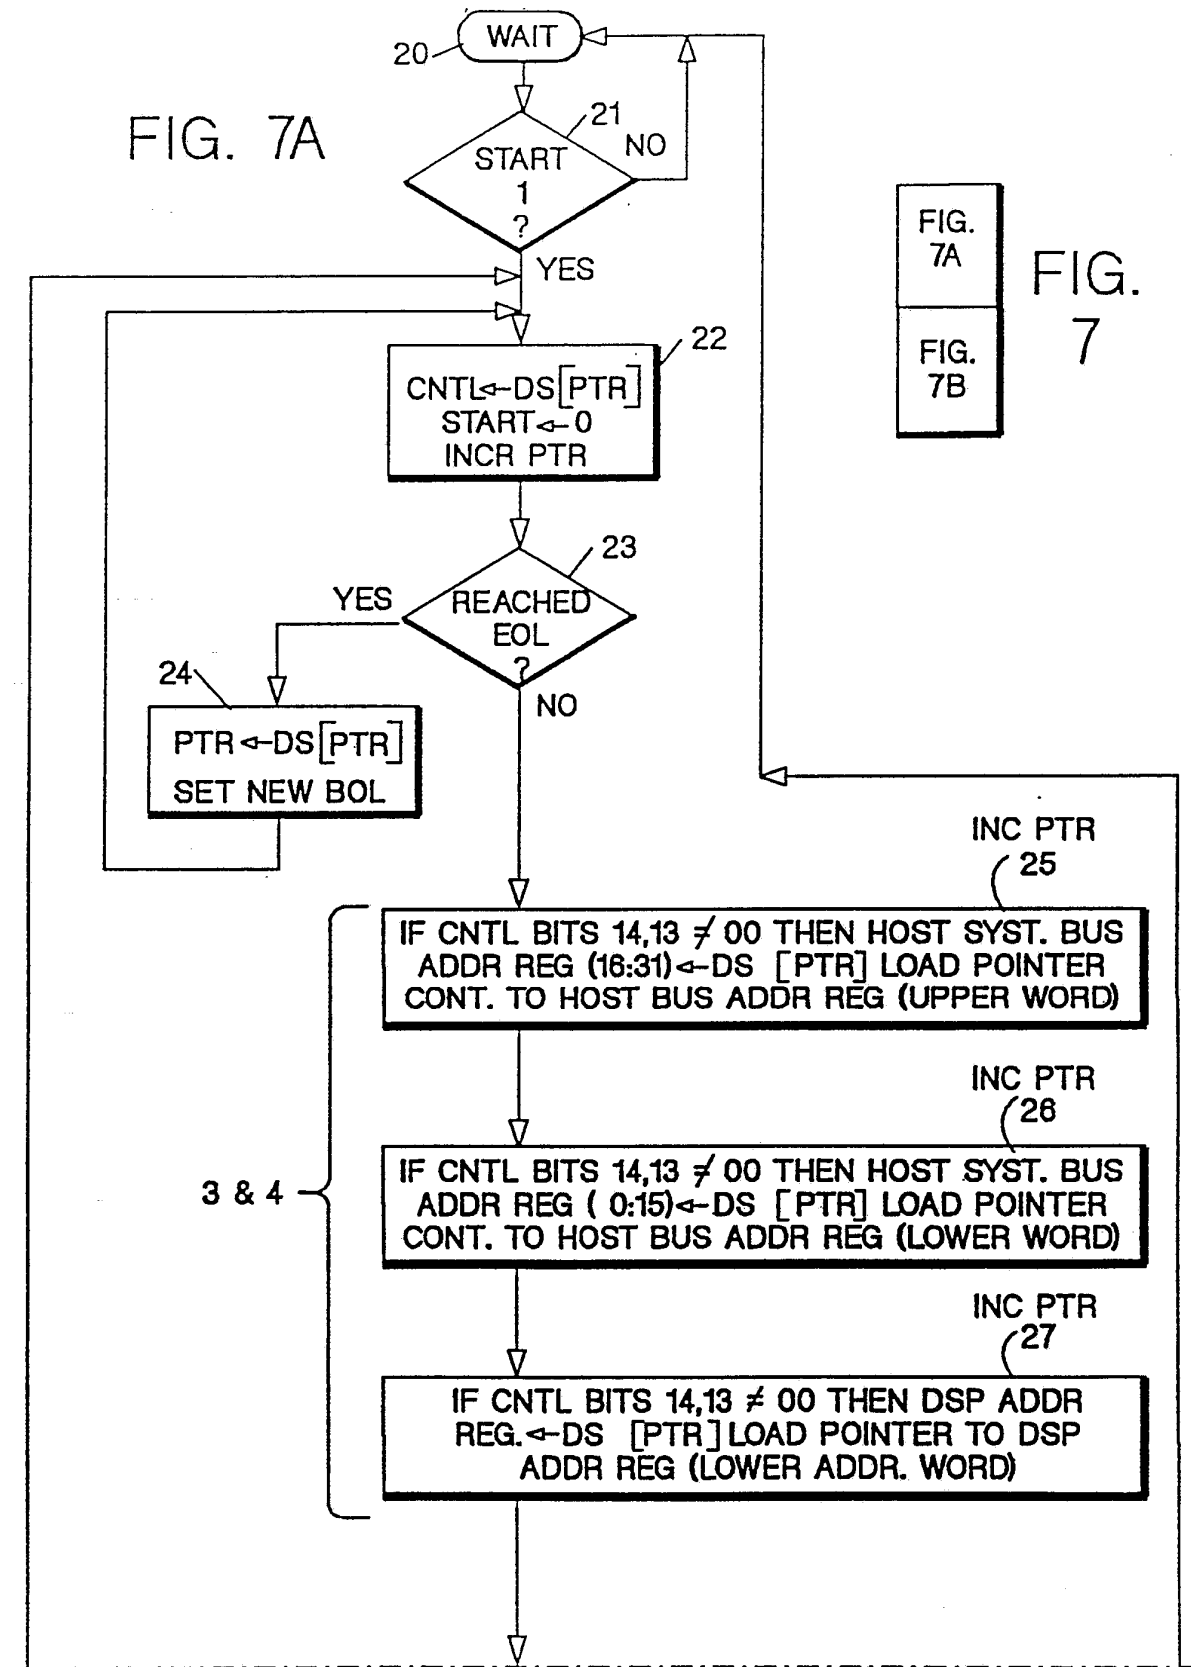 WAIT
20
FIG. 7A
21
START
1
?
NO
YES
FIG.
7A
FIG.
7B
FIG.
7
22
CNTL←DS[PTR]
START←0
INCR PTR
23
REACHED
EOL
?
YES
NO
24
PTR←DS[PTR]
SET NEW BOL
INC PTR
25
IF CNTL BITS 14,13 ≠ 00 THEN HOST SYST. BUS
ADDR REG (16:31)←DS [PTR] LOAD POINTER
CONT. TO HOST BUS ADDR REG (UPPER WORD)
INC PTR
26
3 & 4
IF CNTL BITS 14,13 ≠ 00 THEN HOST SYST. BUS
ADDR REG ( 0:15)←DS [PTR] LOAD POINTER
CONT. TO HOST BUS ADDR REG (LOWER WORD)
INC PTR
27
IF CNTL BITS 14,13 ≠ 00 THEN DSP ADDR
REG.←DS [PTR] LOAD POINTER TO DSP
ADDR REG (LOWER ADDR. WORD)